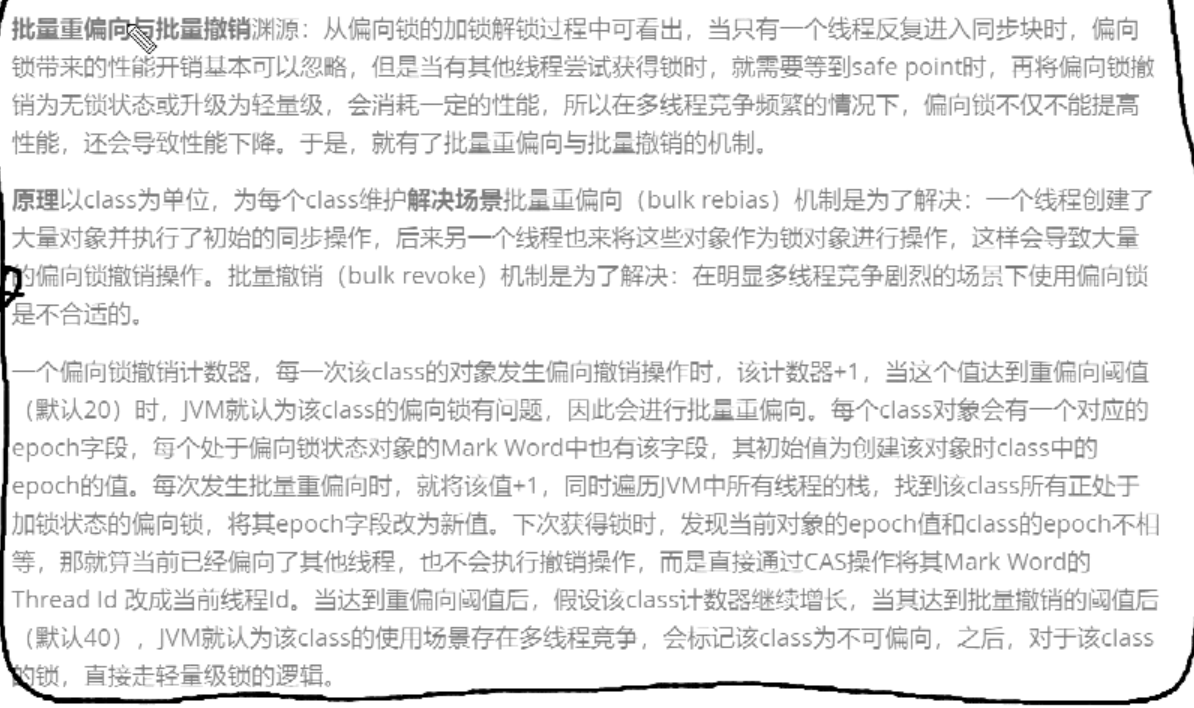 批量重偏向与批量撤销渊源：从偏向锁的加锁解锁过程中可看出，当只有一个线程反复进入同步块时，偏向
锁带来的性能开销基本可以忽略，但是当有其他线程尝试获得锁时，就需要等到safe point时，再将偏向锁撤
销为无锁状态或升级为轻量级，会消耗一定的性能，所以在多线程竞争频繁的情况下，偏向锁不仅不能提高
性能，还会导致性能下降。于是，就有了批量重偏向与批量撤销的机制。
原理以class为单位，为每个class维护解决场景批量重偏向（bulk rebias）机制是为了解决：一个线程创建了
大量对象并执行了初始的同步操作，后来另一个线程也来将这些对象作为锁对象进行操作，这样会导致大量
的偏向锁撤销操作。批量撤销（bulk revoke）机制是为了解决：在明显多线程竞争剧烈的场景下使用偏向锁
是不合适的。
一个偏向锁撤销计数器，每一次该class的对象发生偏向撤销操作时，该计数器+1，当这个值达到重偏向阈值
（默认20）时，JVM就认为该class的偏向锁有问题，因此会进行批量重偏向。每个class对象会有一个对应的
epoch字段，每个处于偏向锁状态对象的Mark Word中也有该字段，其初始值为创建该对象时class中的
epoch的值。每次发生批量重偏向时，就将该值+1，同时遍历JVM中所有线程的栈，找到该class所有正处于
加锁状态的偏向锁，将其epoch字段改为新值。下次获得锁时，发现当前对象的epoch值和class的epoch不相
等，那就算当前已经偏向了其他线程，也不会执行撤销操作，而是直接通过CAS操作将其Mark Word的
Thread Id 改成当前线程Id。当达到重偏向阈值后，假设该class计数器继续增长，当其达到批量撤销的阈值后
（默认40），JVM就认为该class的使用场景存在多线程竞争，会标记该class为不可偏向，之后，对于该class
的锁，直接走轻量级锁的逻辑。